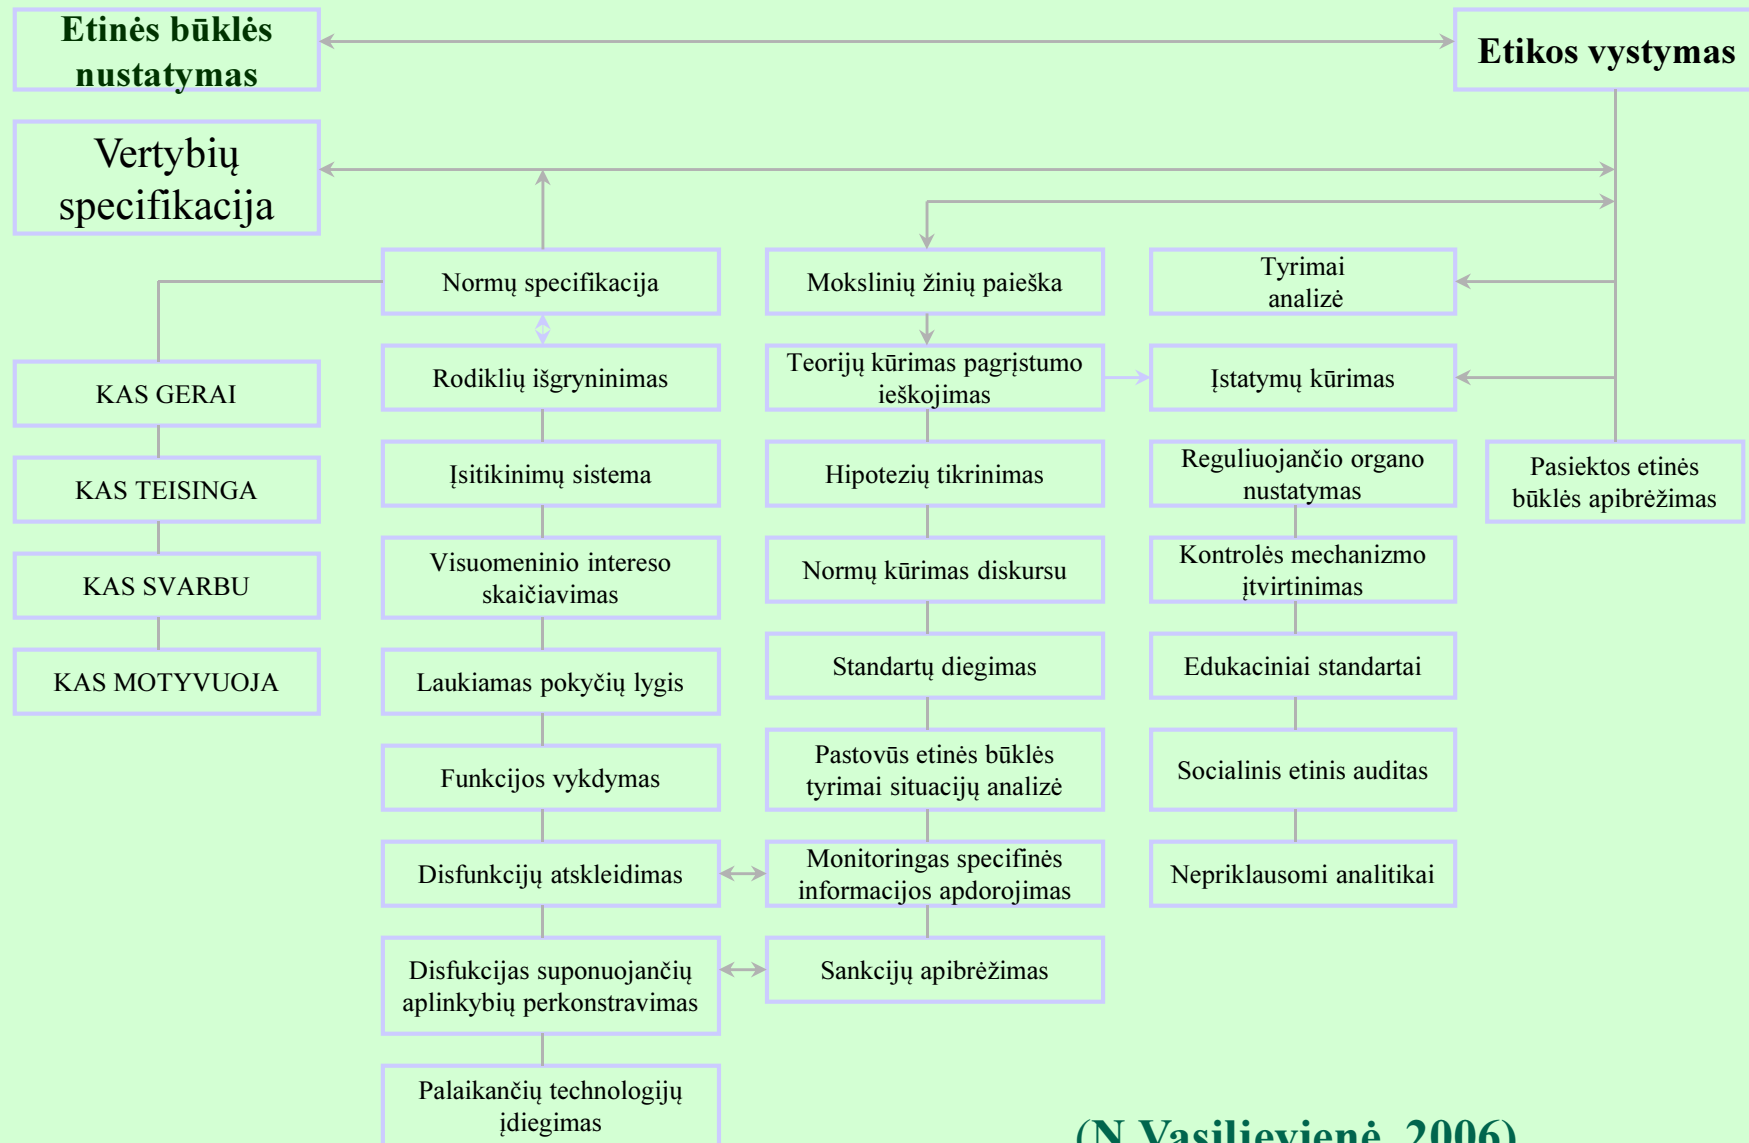 Etinės būklės
nustatymas
Etikos vystymas
Vertybių
specifikacija
Normų specifikacija
Mokslinių žinių paieška
Tyrimai
analizė
KAS GERAI
KAS TEISINGA
KAS SVARBU
KAS MOTYVUOJA
Rodiklių išgryninimas
Įsitikinimų sistema
Visuomeninio intereso
skaičiavimas
Laukiamas pokyčių lygis
Funkcijos vykdymas
Disfunkcijų atskleidimas
Disfukcijas suponuojančių
aplinkybių perkonstravimas
Palaikančių technologijų
įdiegimas
Teorijų kūrimas pagrįstumo
ieškojimas
Hipotezių tikrinimas
Normų kūrimas diskursu
Standartų diegimas
Pastovūs etinės būklės
tyrimai situacijų analizė
Monitoringas specifinės
informacijos apdorojimas
Sankcijų apibrėžimas
Įstatymų kūrimas
Reguliuojančio organo
nustatymas
Kontrolės mechanizmo
įtvirtinimas
Edukaciniai standartai
Socialinis etinis auditas
Nepriklausomi analitikai
Pasiektos etinės
būklės apibrėžimas
(N.Vasiljevienė, 2006)